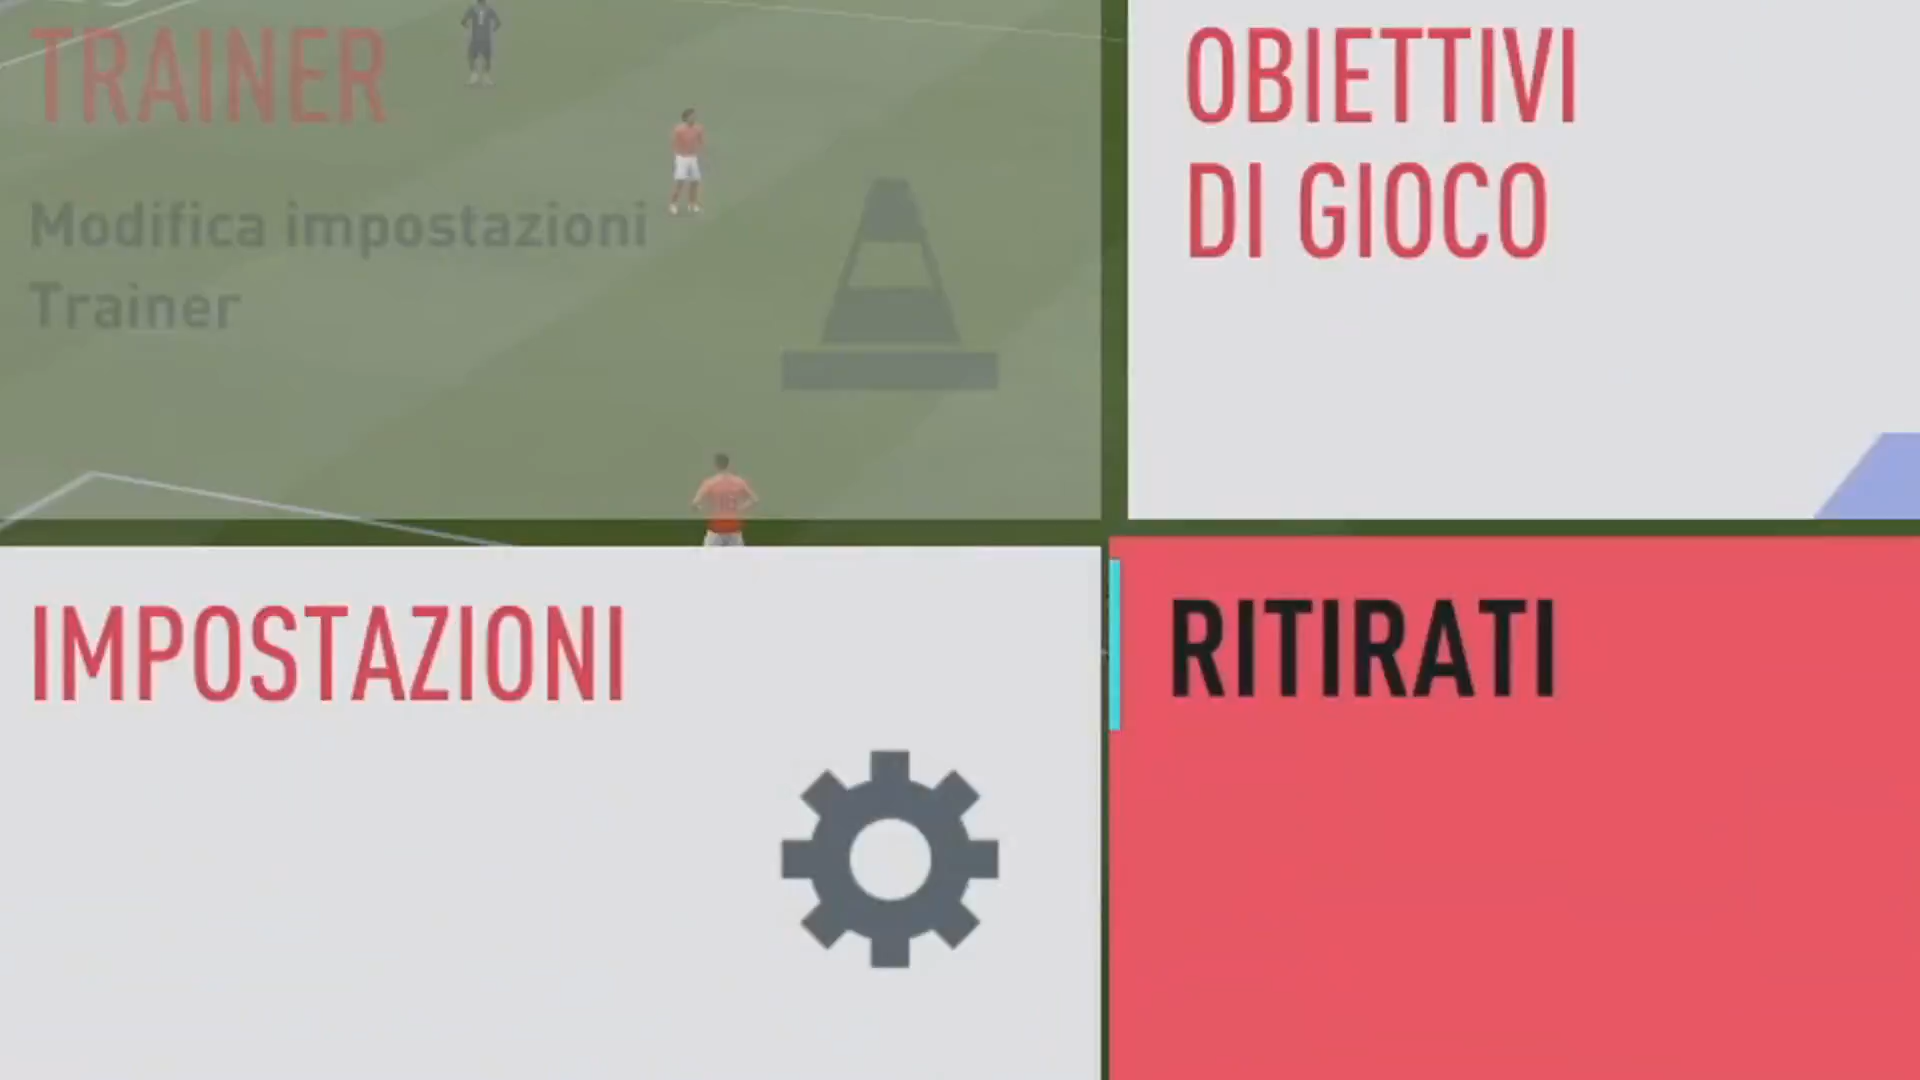 TRAINER
Modifica impostazioni
Trainer
OBIETTIVI
DI GIOCO
IMPOSTAZIONI
RITIRATI